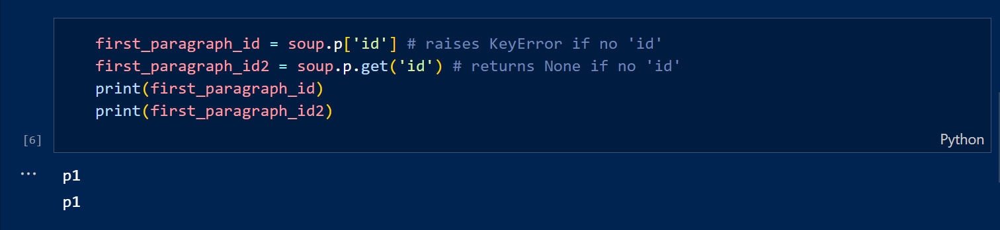 first_paragraph_id = soup.p['id'] # raises KeyError if no 'id'
first_paragraph_id2 = soup.p.get('id') # returns None if no 'id'
print(first_paragraph_id)
print(first_paragraph_id2)
[6]
Python
...
p1
p1